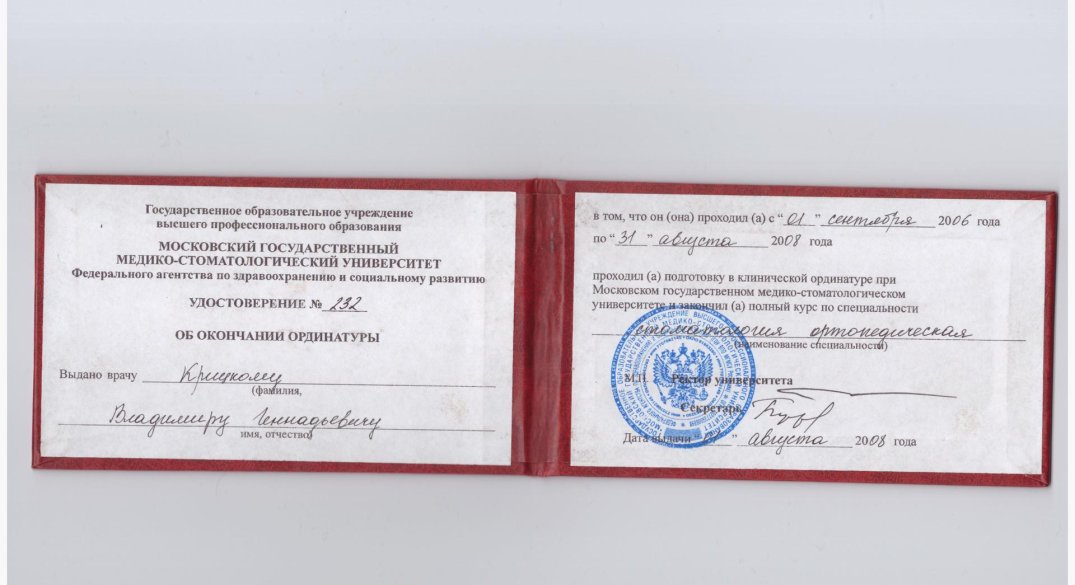 Государственное образовательное учреждение
высшего профессионального образования
МОСКОВСКИЙ ГОСУДАРСТВЕННЫЙ
МЕДИКО-СТОМАТОЛОГИЧЕСКИЙ УНИВЕРСИТЕТ
Федерального агентства по здравоохранению и социальному развитию
УДОСТОВЕРЕНИЕ № 232
ОБ ОКОНЧАНИИ ОРДИНАТУРЫ
Выдано врачу Крицкому
(фамилия,
Владимиру Геннадьевичу
имя, отчество)
в том, что он (она) проходил (а) с “ 01 ” сентября 2006 года
по “ 31 ” августа 2008 года
проходил (а) подготовку в клинической ординатуре при
Московском государственном медико-стоматологическом
университете и закончил (а) полный курс по специальности
стоматология ортопедическая
(наименование специальности)
М.П. Ректор университета
Секретарь
Дата выдачи “ ” августа 2008 года